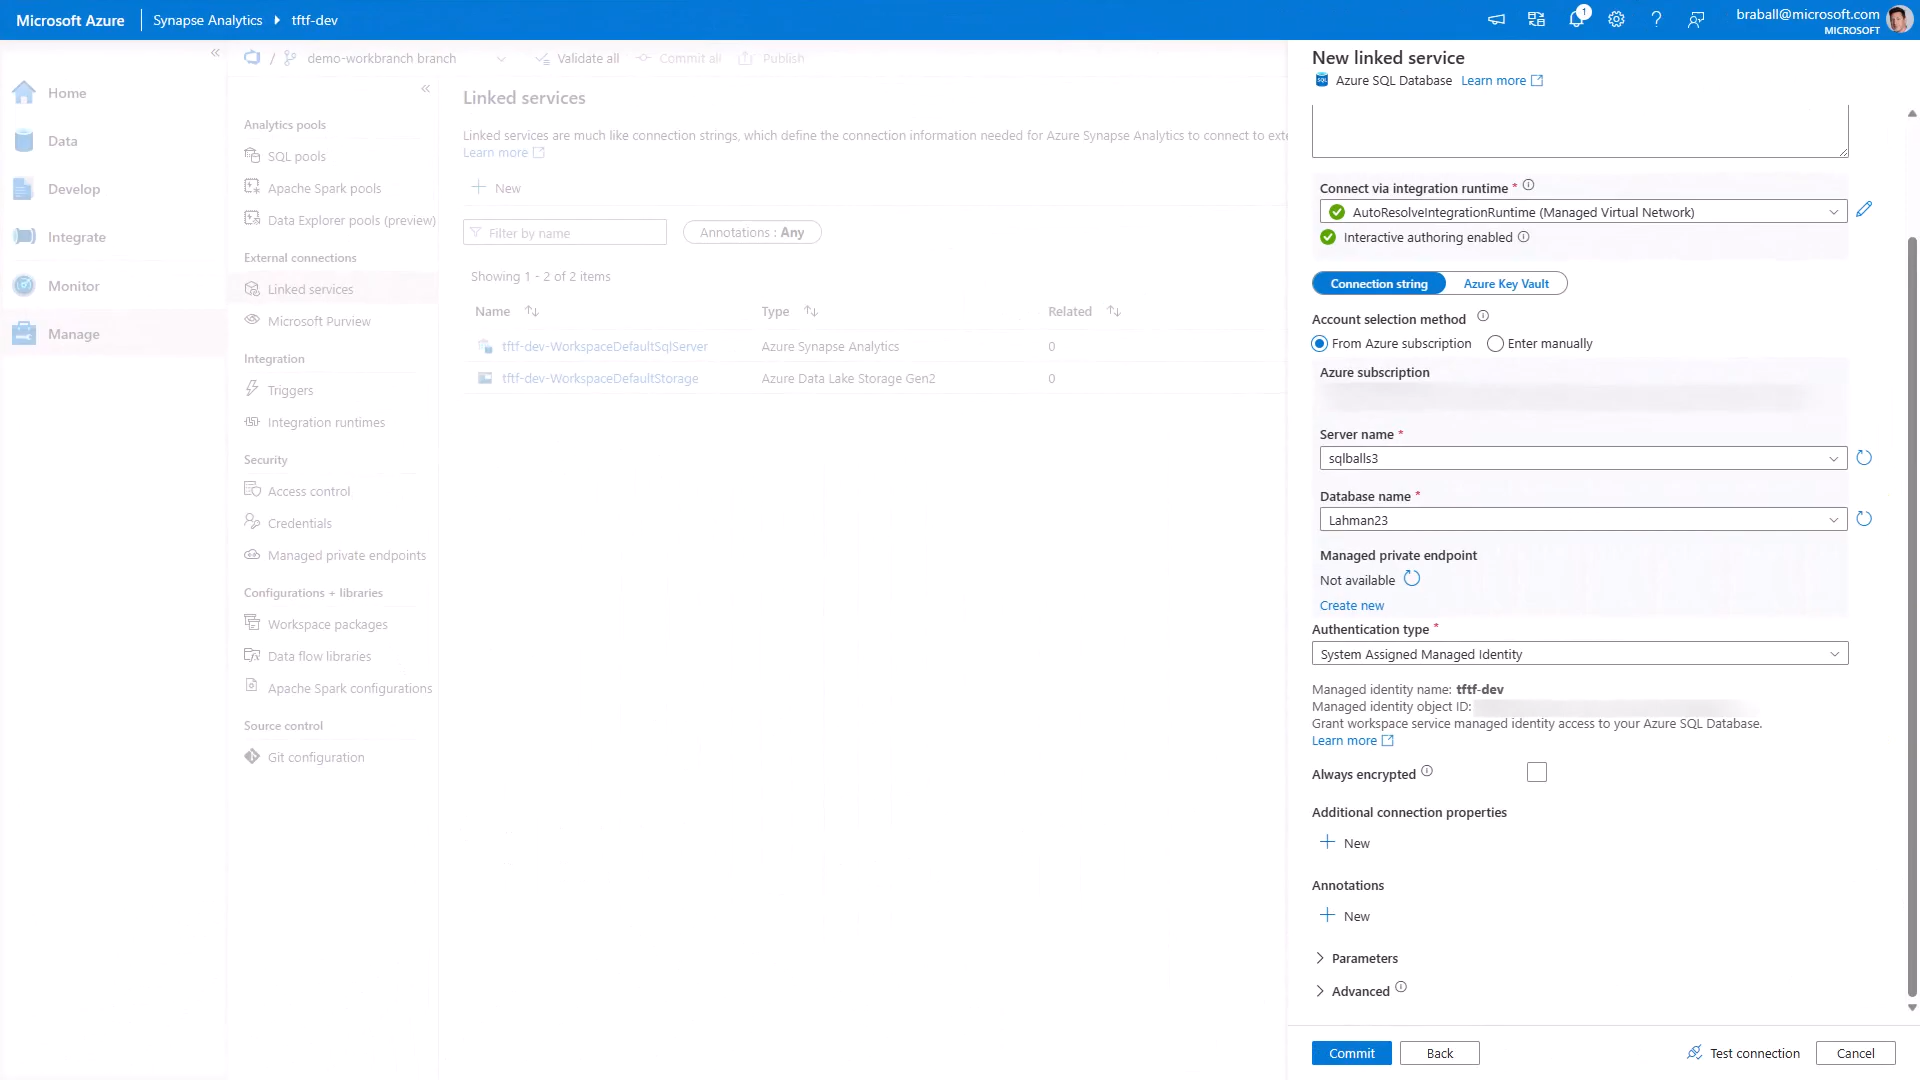 Microsoft Azure
Synapse Analytics
tftf-dev
1
braball@microsoft.com
MICROSOFT
Home
Data
Develop
Integrate
Monitor
Manage
/ demo-workbranch branch
Validate all
Commit all
Publish
Analytics pools
SQL pools
Apache Spark pools
Data Explorer pools (preview)
External connections
Linked services
Microsoft Purview
Integration
Triggers
Integration runtimes
Security
Access control
Credentials
Managed private endpoints
Configurations + libraries
Workspace packages
Data flow libraries
Apache Spark configurations
Source control
Git configuration
Linked services
Linked services are much like connection strings, which define the connection information needed for Azure Synapse Analytics to connect to exte
Learn more
New
Filter by name
Annotations : Any
Showing 1 - 2 of 2 items
Name Type Related
tftf-dev-WorkspaceDefaultSqlServer Azure Synapse Analytics 0
tftf-dev-WorkspaceDefaultStorage Azure Data Lake Storage Gen2 0
New linked service
SQL
Azure SQL Database Learn more
Connect via integration runtime *
AutoResolveIntegrationRuntime (Managed Virtual Network)
Interactive authoring enabled
Connection string Azure Key Vault
Account selection method
From Azure subscription Enter manually
Azure subscription
Server name *
sqlballs3
Database name *
Lahman23
Managed private endpoint
Not available
Create new
Authentication type *
System Assigned Managed Identity
Managed identity name: tftf-dev
Managed identity object ID:
Grant workspace service managed identity access to your Azure SQL Database.
Learn more
Always encrypted
Additional connection properties
New
Annotations
New
Parameters
Advanced
Commit
Back
Test connection
Cancel